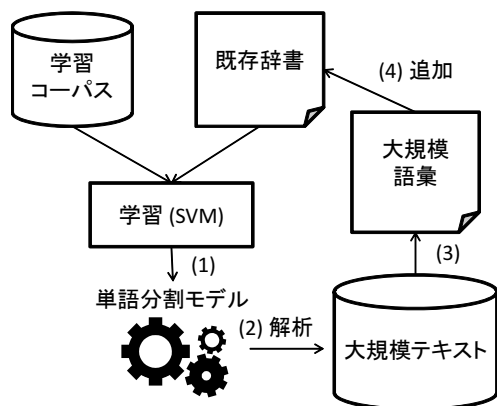 学習
コーパス
既存辞書
(4) 追加
大規模
語彙
学習 (SVM)
(1)
(3)
単語分割モデル
(2) 解析
大規模テキスト